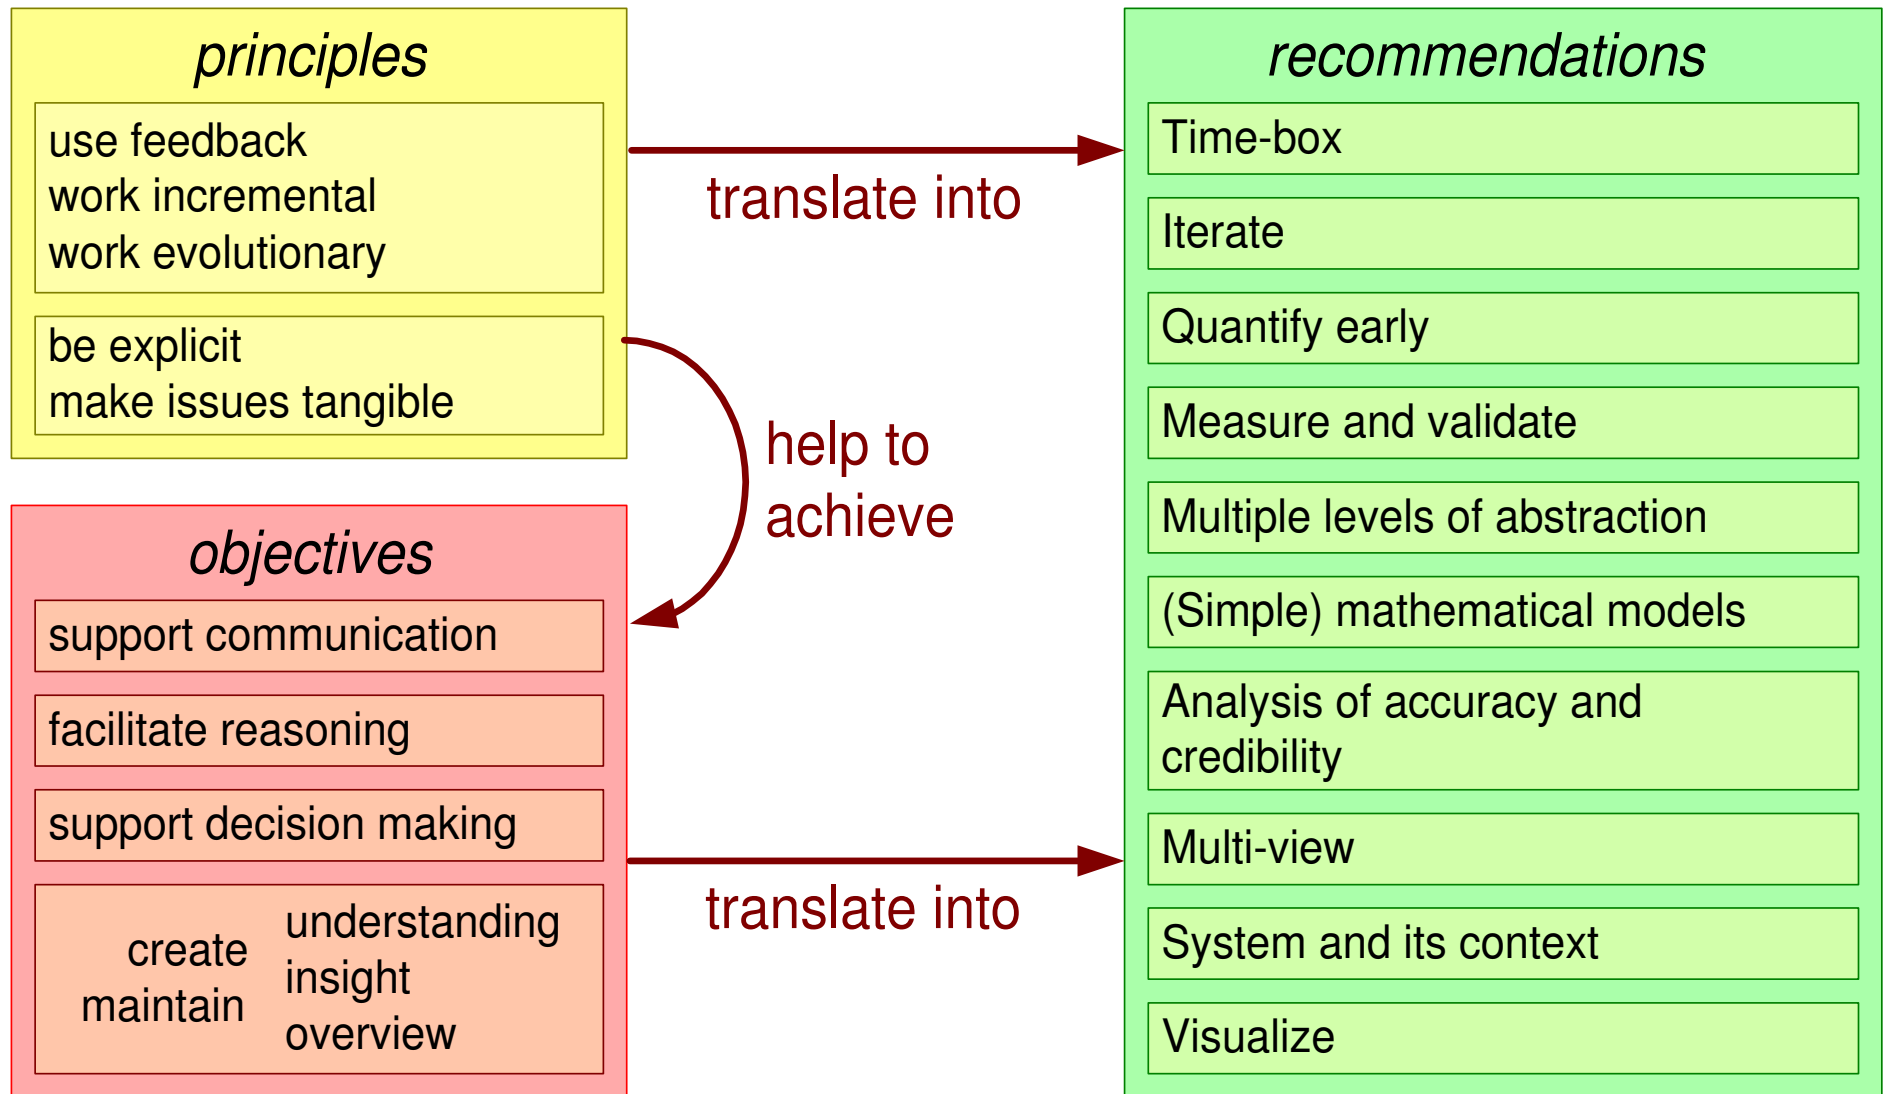 principles
use feedback
work incremental
work evolutionary
be explicit
make issues tangible
translate into
help to
achieve
objectives
support communication
facilitate reasoning
support decision making
create
maintain
understanding
insight
overview
translate into
recommendations
Time-box
Iterate
Quantify early
Measure and validate
Multiple levels of abstraction
(Simple) mathematical models
Analysis of accuracy and
credibility
Multi-view
System and its context
Visualize